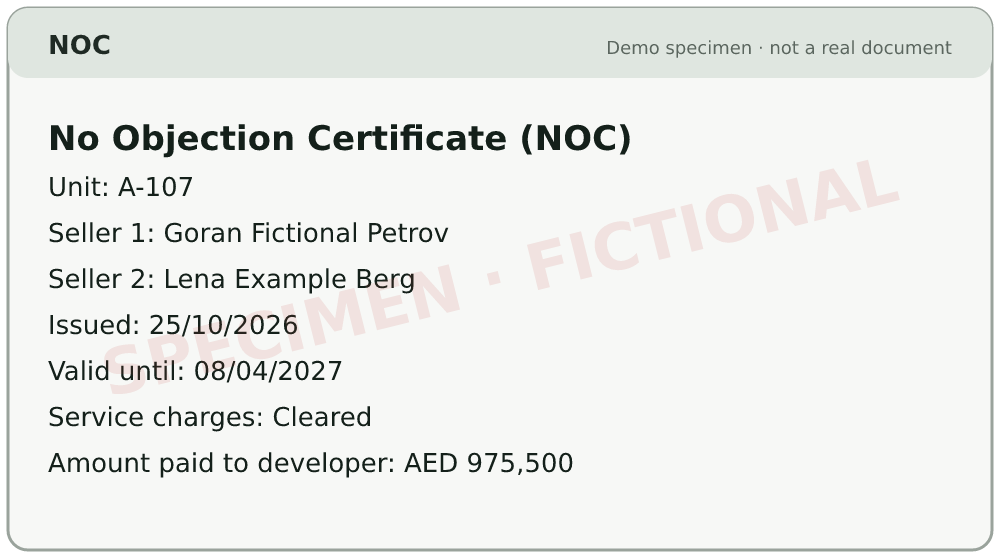 NOC
Demo specimen · not a real document
No Objection Certificate (NOC)
Unit: A-107
Seller 1: Goran Fictional Petrov
Seller 2: Lena Example Berg
Issued: 25/10/2026
Valid until: 08/04/2027
Service charges: Cleared
Amount paid to developer: AED 975,500
SPECIMEN · FICTIONAL